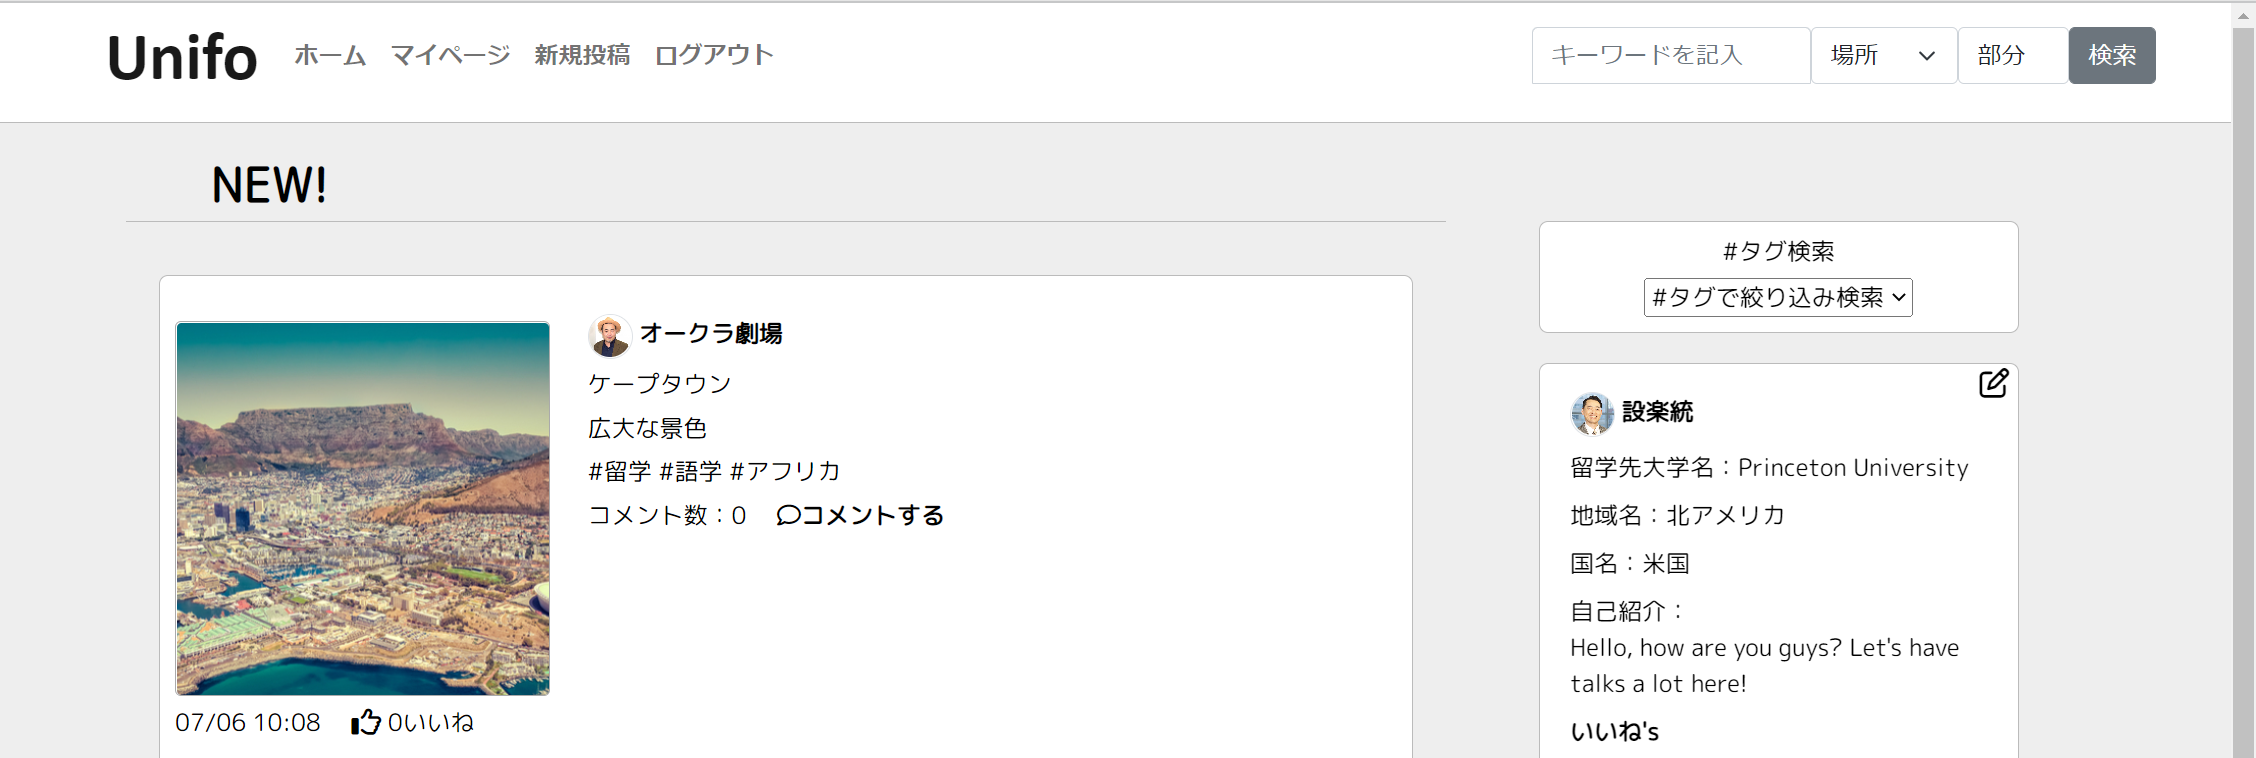 Unifo ホーム マイページ 新規投稿 ログアウト キーワードを記入 場所 部分 検索
NEW!
#タグ検索
#タグで絞り込み検索
オークラ劇場
ケープタウン
広大な景色
#留学 #語学 #アフリカ
コメント数：0 コメントする
07/06 10:08 0いいね
設楽統
留学先大学名：Princeton University
地域名：北アメリカ
国名：米国
自己紹介：
Hello, how are you guys? Let's have
talks a lot here!
いいね's